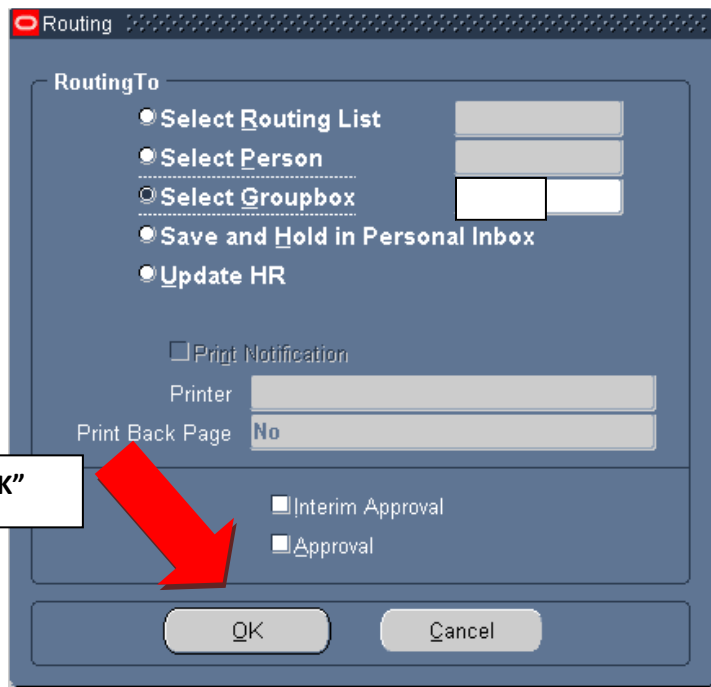 Routing
RoutingTo
Select Routing List
Select Person
Select Groupbox
Save and Hold in Personal Inbox
Update HR
Print Notification
Printer
Print Back Page No
K”
Interim Approval
Approval
OK Cancel